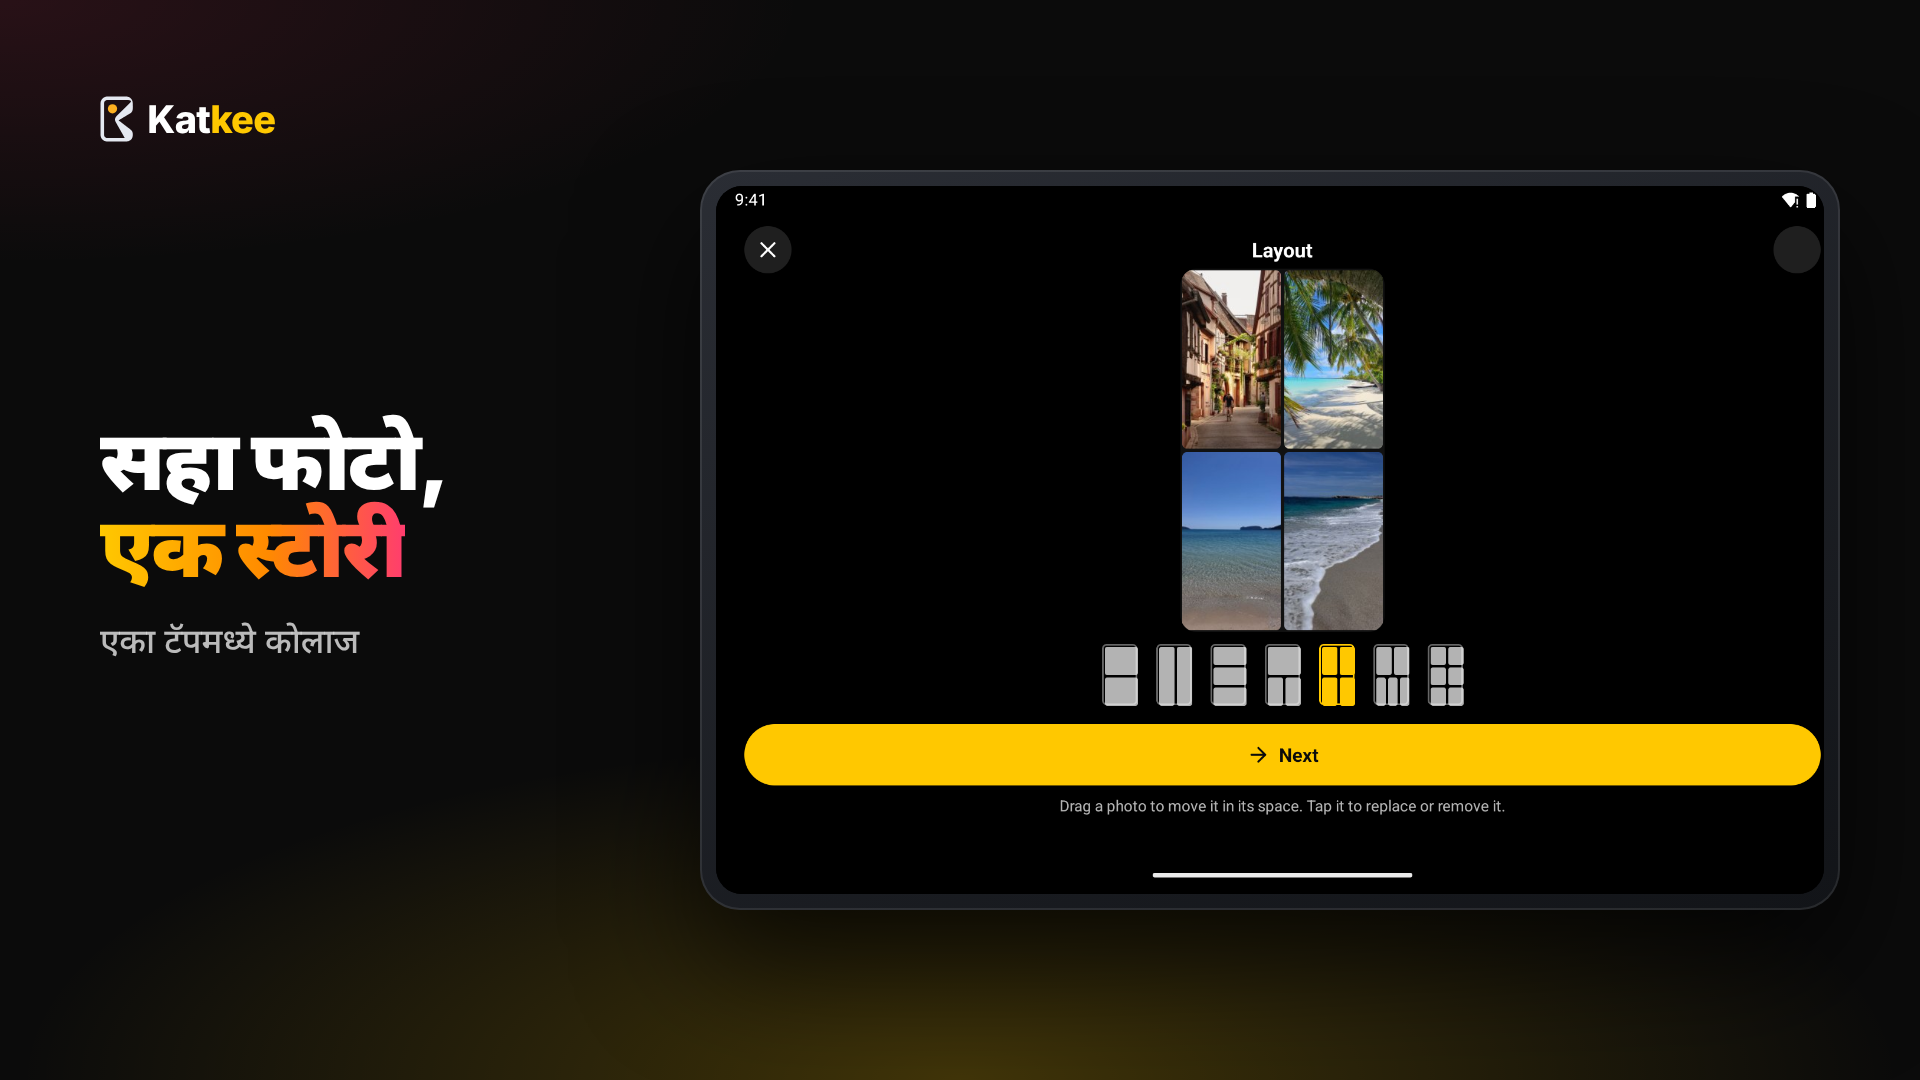 Katkee
सहा फोटो,
एक स्टोरी
एका टॅपमध्ये कोलाज
9:41
Layout
Next
Drag a photo to move it in its space. Tap it to replace or remove it.